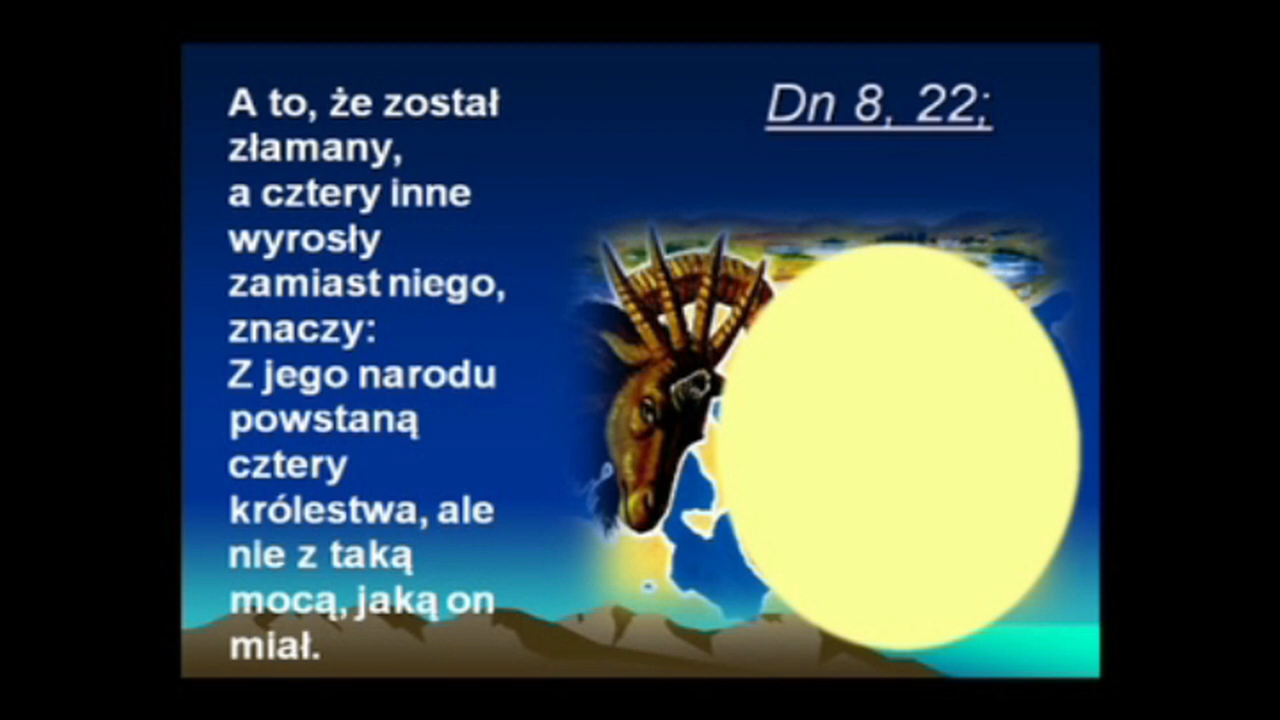 A to, że został
złamany,
a cztery inne
wyrosły
zamiast niego,
znaczy:
Z jego narodu
powstaną
cztery
królestwa, ale
nie z taką
mocą, jaką on
miał.
Dn 8, 22;